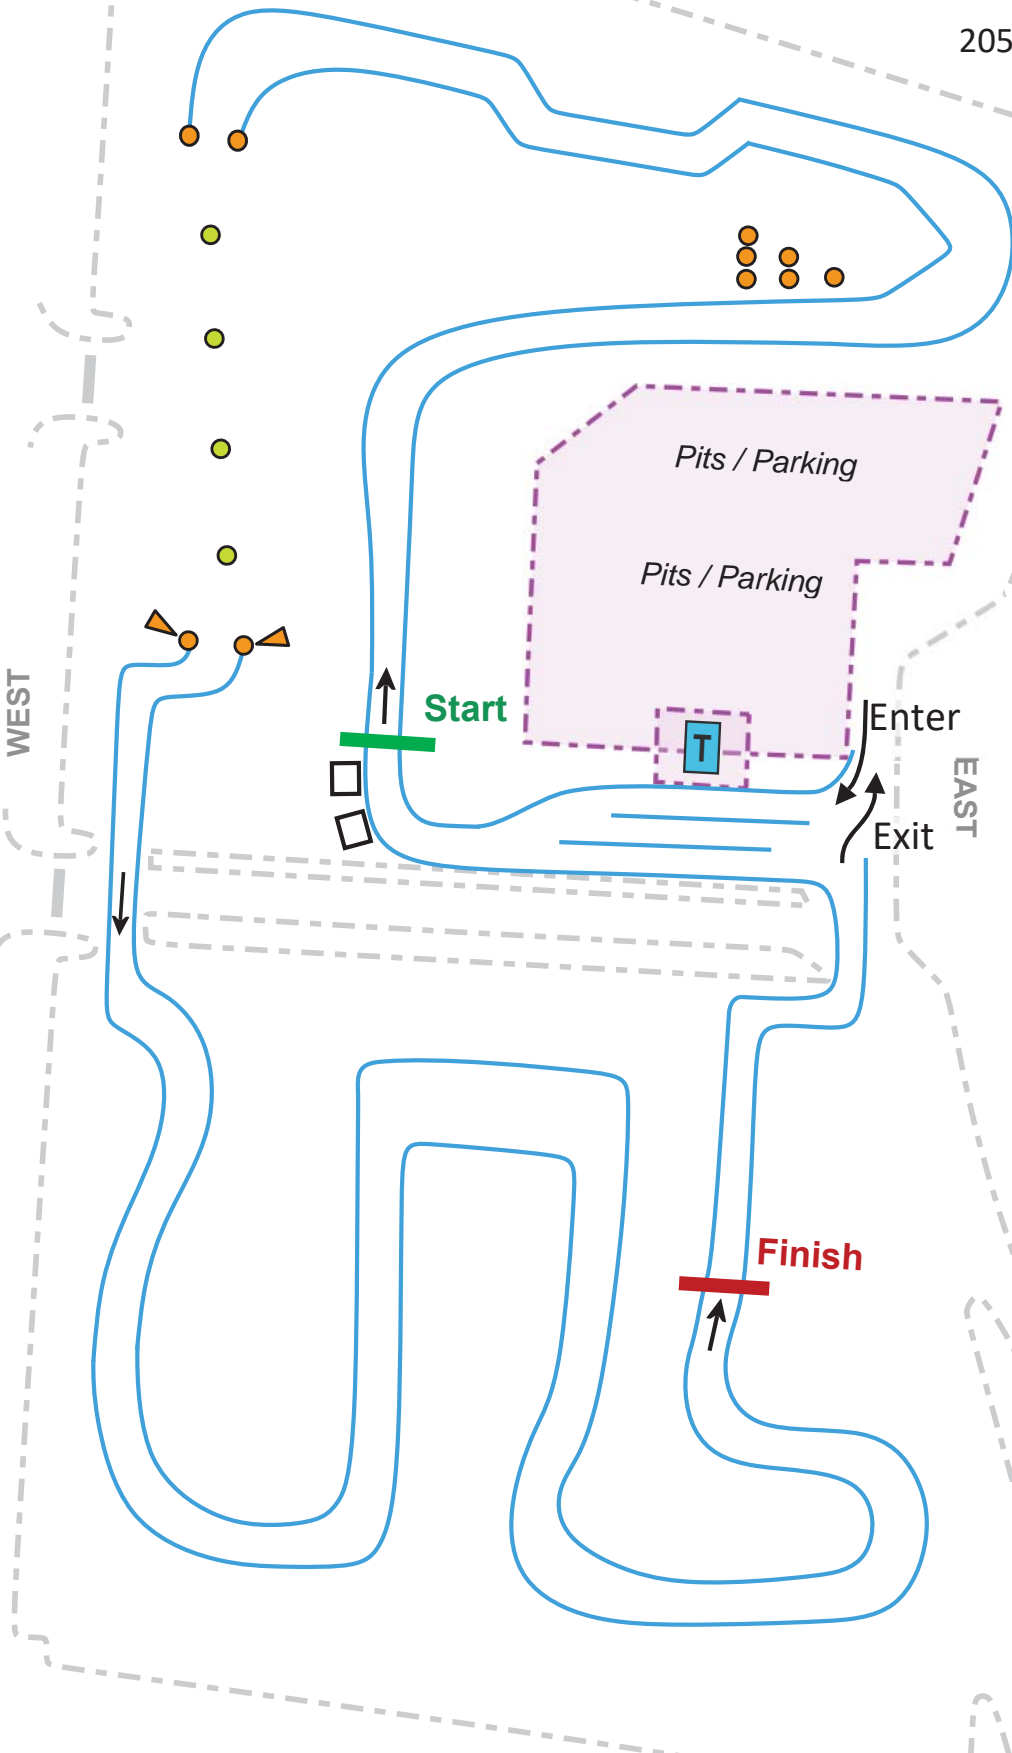 205
Pits / Parking
Pits / Parking
WEST
Start
T
Enter
EAST
Exit
Finish